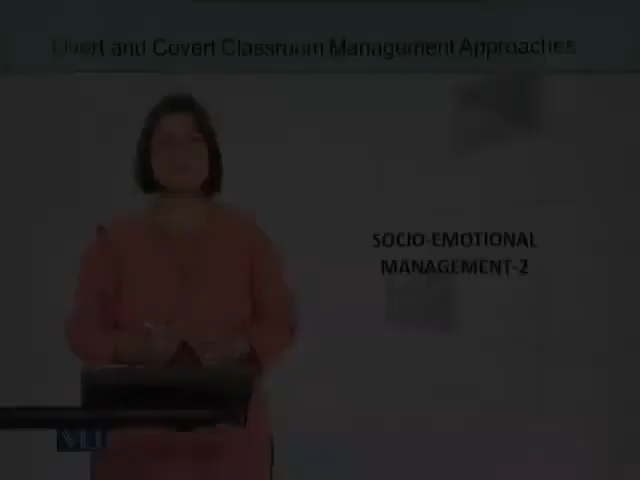 Overt and Covert Classroom Management Approaches
SOCIO-EMOTIONAL
MANAGEMENT-2